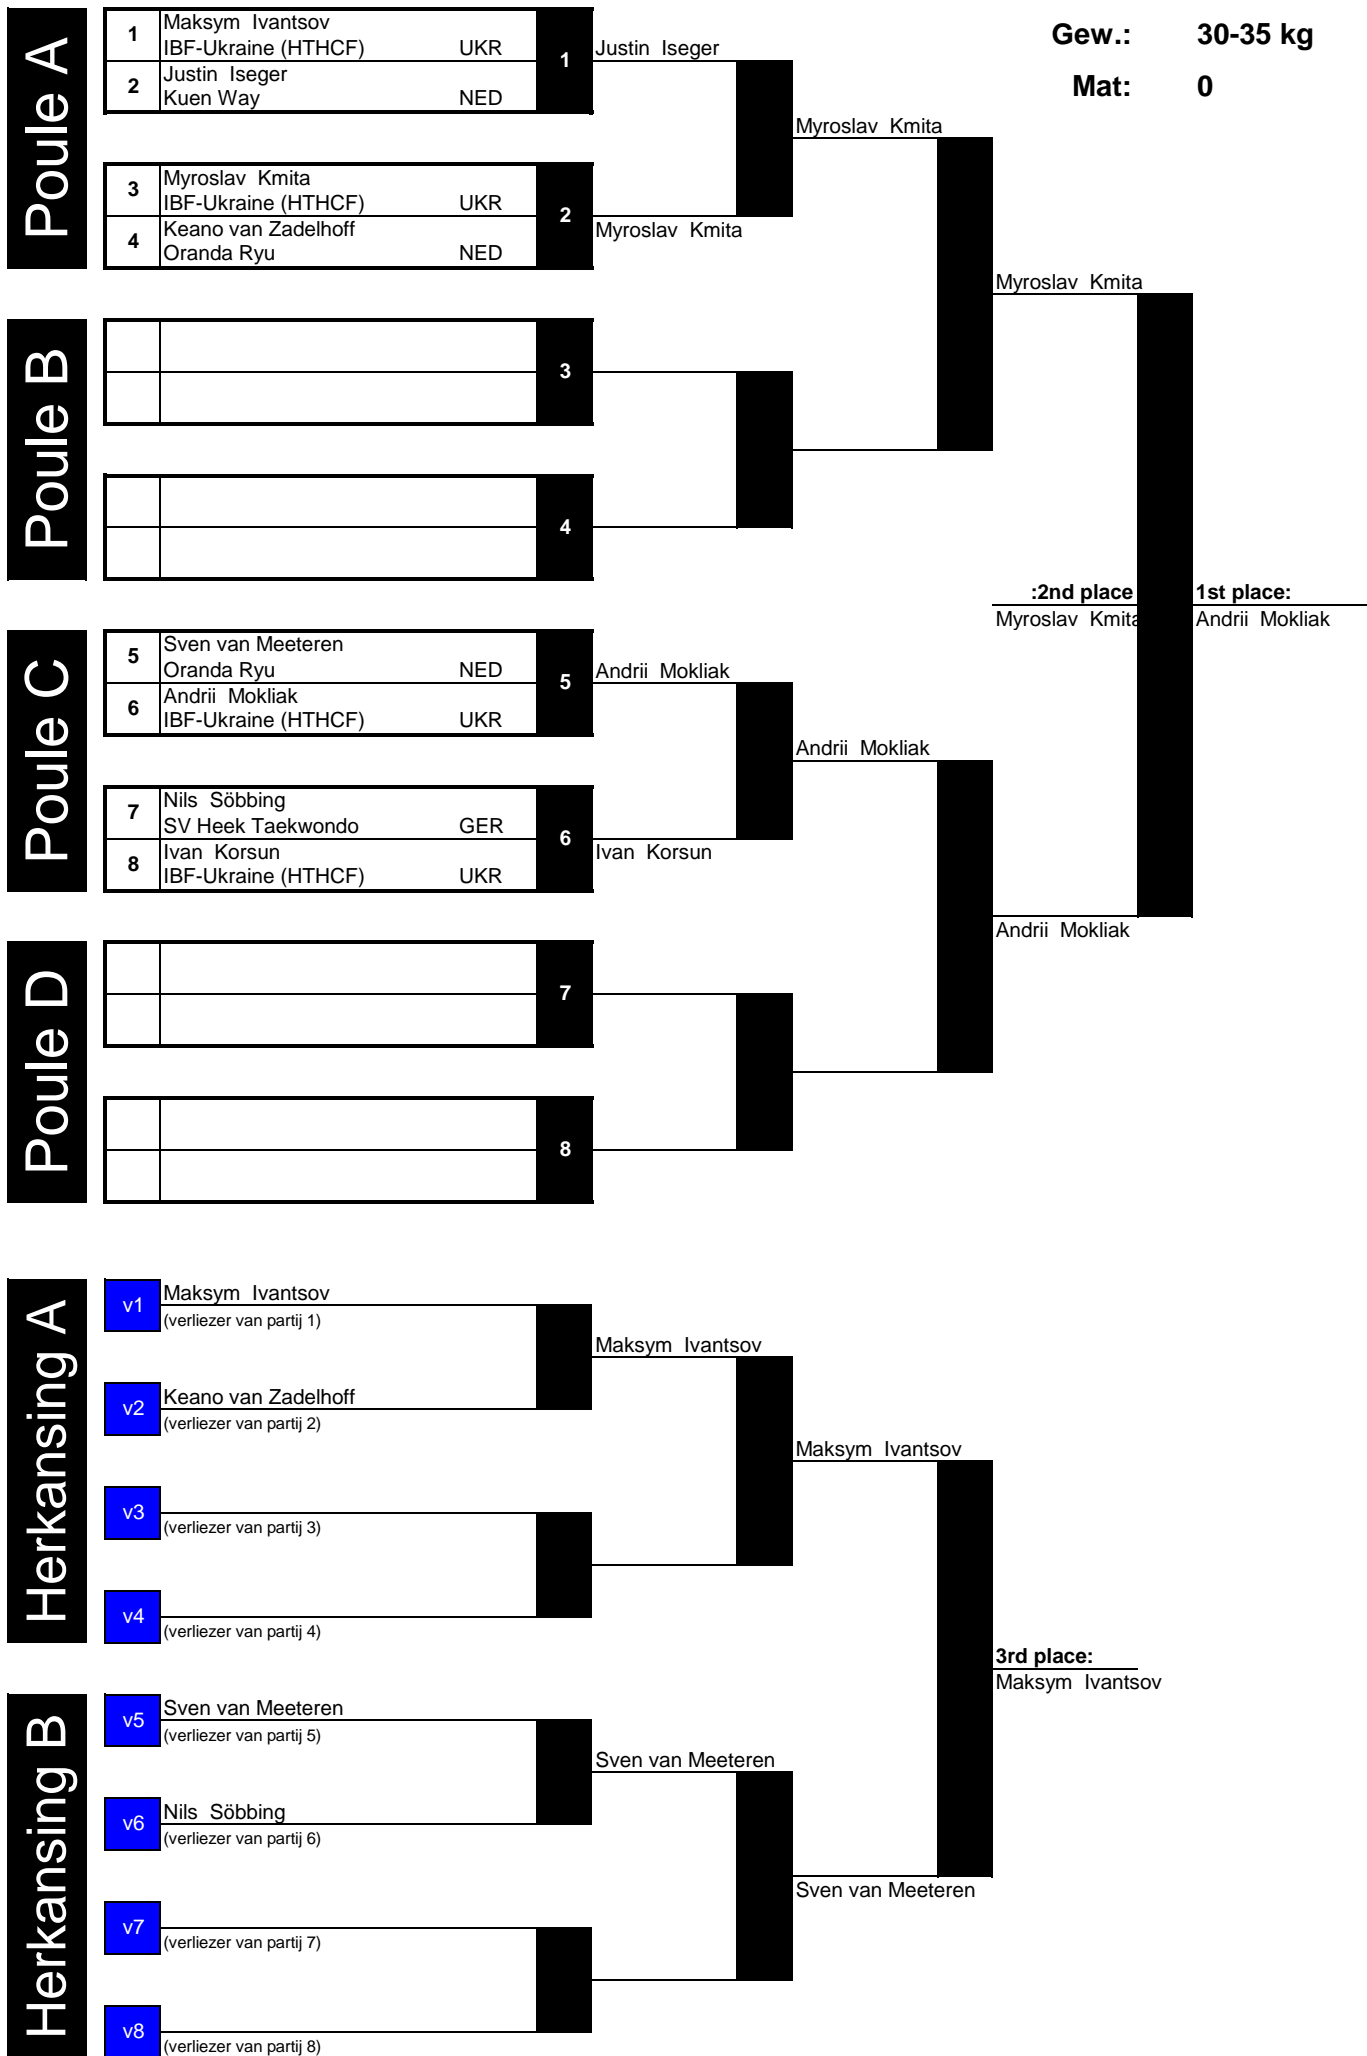 Gew.: 30-35 kg
Mat: 0
Poule A
1 Maksym Ivantsov
IBF-Ukraine (HTHCF) UKR
2 Justin Iseger
Kuen Way NED
1
Justin Iseger
3 Myroslav Kmita
IBF-Ukraine (HTHCF) UKR
4 Keano van Zadelhoff
Oranda Ryu NED
2
Myroslav Kmita
Myroslav Kmita
Myroslav Kmita
Poule B
3
4
:2nd place
Myroslav Kmita
1st place:
Andrii Mokliak
Poule C
5 Sven van Meeteren
Oranda Ryu NED
6 Andrii Mokliak
IBF-Ukraine (HTHCF) UKR
5
Andrii Mokliak
7 Nils Söbbing
SV Heek Taekwondo GER
8 Ivan Korsun
IBF-Ukraine (HTHCF) UKR
6
Ivan Korsun
Andrii Mokliak
Andrii Mokliak
Poule D
7
8
Herkansing A
v1 Maksym Ivantsov
(verliezer van partij 1)
v2 Keano van Zadelhoff
(verliezer van partij 2)
v3
(verliezer van partij 3)
v4
(verliezer van partij 4)
Maksym Ivantsov
Maksym Ivantsov
3rd place:
Maksym Ivantsov
Herkansing B
v5 Sven van Meeteren
(verliezer van partij 5)
v6 Nils Söbbing
(verliezer van partij 6)
v7
(verliezer van partij 7)
v8
(verliezer van partij 8)
Sven van Meeteren
Sven van Meeteren